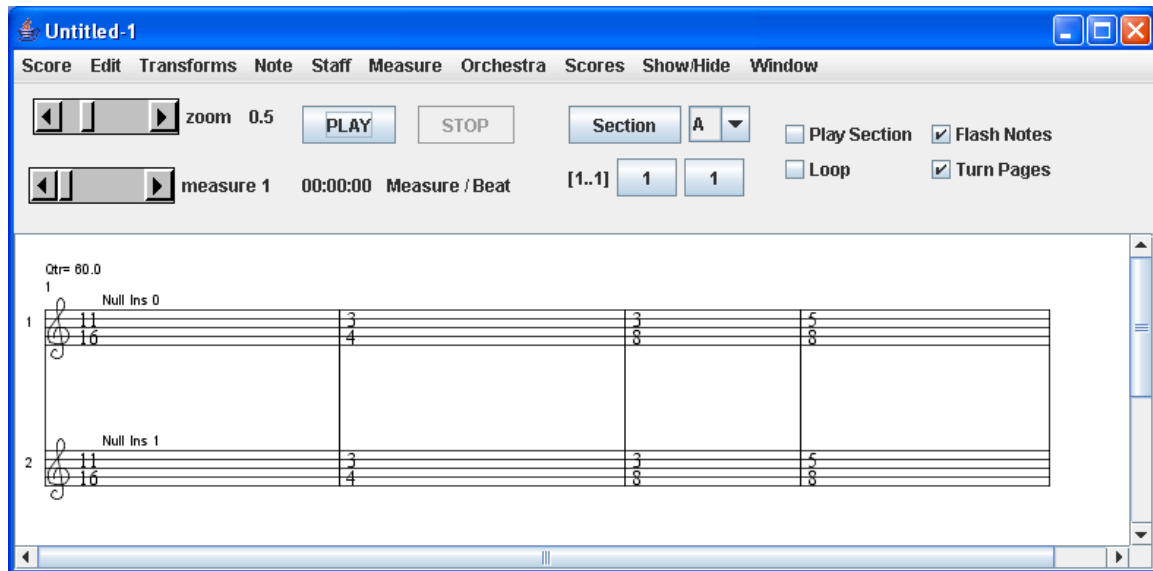 Untitled-1
Score Edit Transforms Note Staff Measure Orchestra Scores Show/Hide Window
zoom 0.5 PLAY STOP Section A Play Section Flash Notes
measure 1 00:00:00 Measure / Beat [1..1] 1 1 Loop Turn Pages
Qtr= 60.0
1
Null Ins 0
1 11 3 3 5
16 4 8 8
Null Ins 1
2 11 3 3 5
16 4 8 8